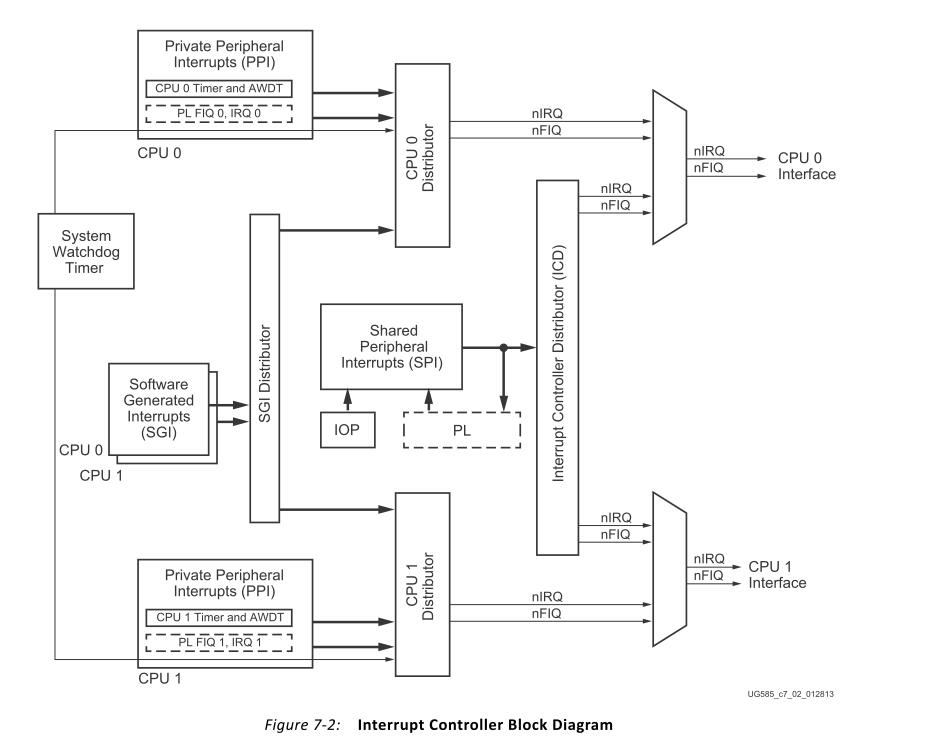 Private Peripheral
Interrupts (PPI)
CPU 0 Timer and AWDT
PL FIQ 0, IRQ 0
CPU 0
CPU 0
Distributor
nIRQ
nFIQ
nIRQ
nFIQ
CPU 0
Interface
nIRQ
nFIQ
System
Watchdog
Timer
SGI Distributor
Shared
Peripheral
Interrupts (SPI)
IOP
PL
Interrupt Controller Distributor (ICD)
Software
Generated
Interrupts
(SGI)
CPU 0
CPU 1
nIRQ
nFIQ
nIRQ
nFIQ
CPU 1
Interface
Private Peripheral
Interrupts (PPI)
CPU 1 Timer and AWDT
PL FIQ 1, IRQ 1
CPU 1
CPU 1
Distributor
nIRQ
nFIQ
UG585_c7_02_012813
Figure 7-2: Interrupt Controller Block Diagram